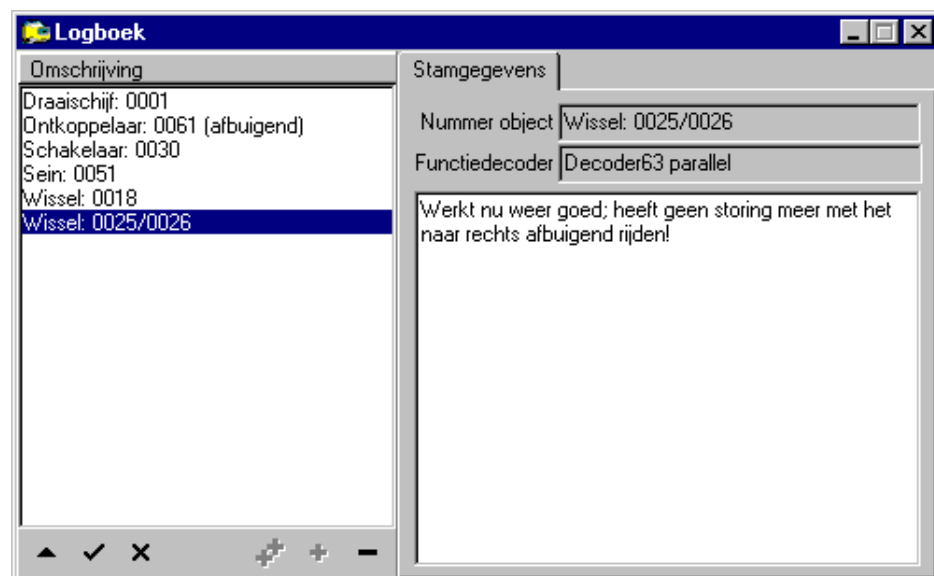 Logboek
Omschrijving
Draaischijf: 0001
Ontkoppelaar: 0061 (afbuigend)
Schakelaar: 0030
Sein: 0051
Wissel: 0018
Wissel: 0025/0026
Stamgegevens
Nummer object Wissel: 0025/0026
Functiedecoder Decoder63 parallel
Werkt nu weer goed; heeft geen storing meer met het
naar rechts afbuigend rijden!